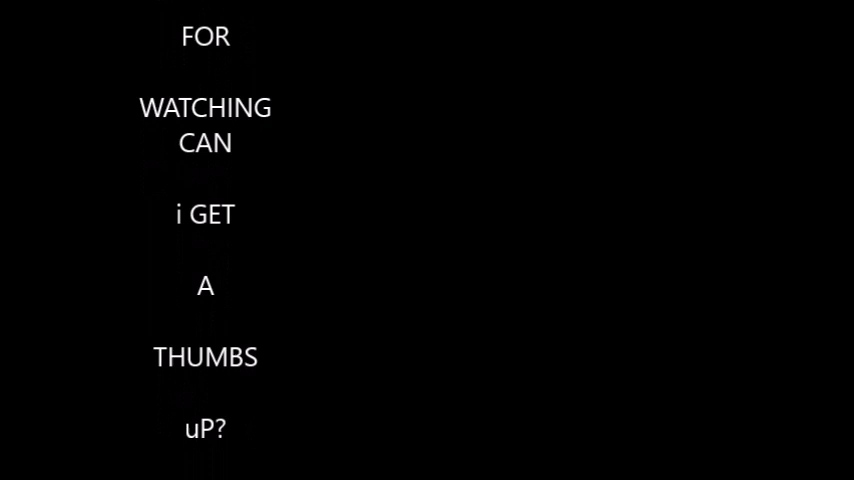 FOR
WATCHING
CAN
i GET
A
THUMBS
uP?